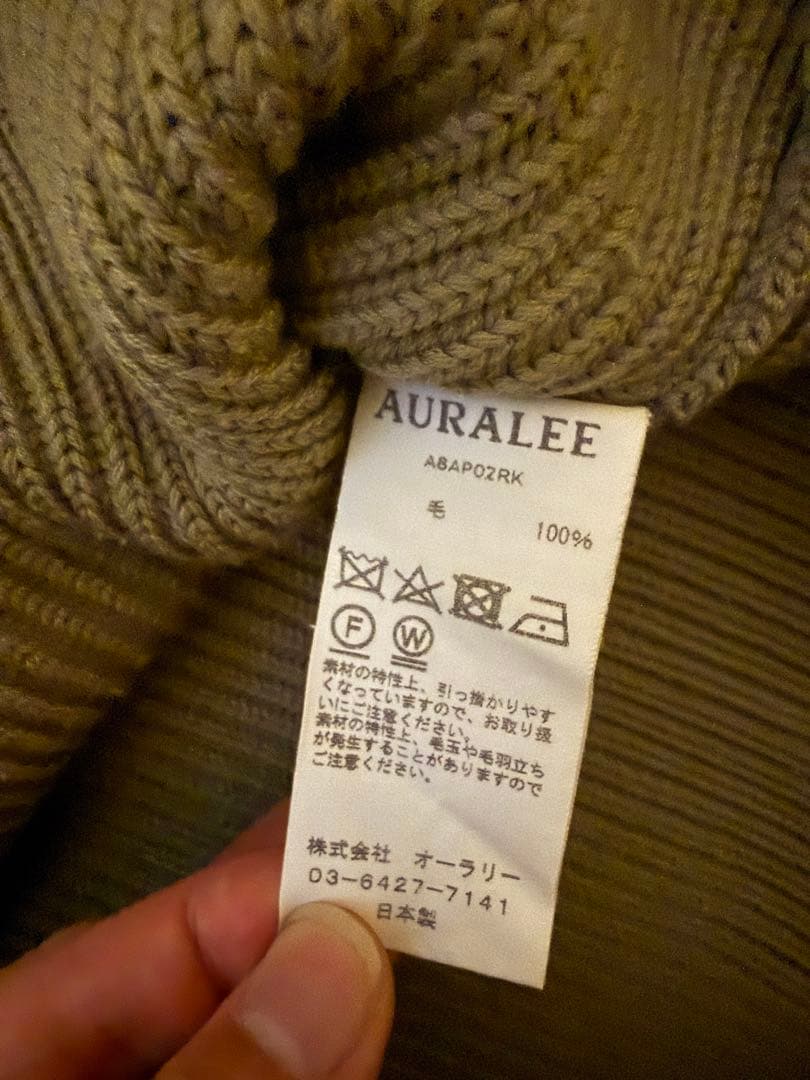 AURALEE
A8AP02RK
毛 100%
F W
素材の特性上、引っ掛かりやす
くなっていますので、お取り扱
いにご注意ください。
素材の特性上、毛玉や毛羽立ち
が発生することがありますので
ご注意ください。
株式会社 オーラリー
03-6427-7141
日本製